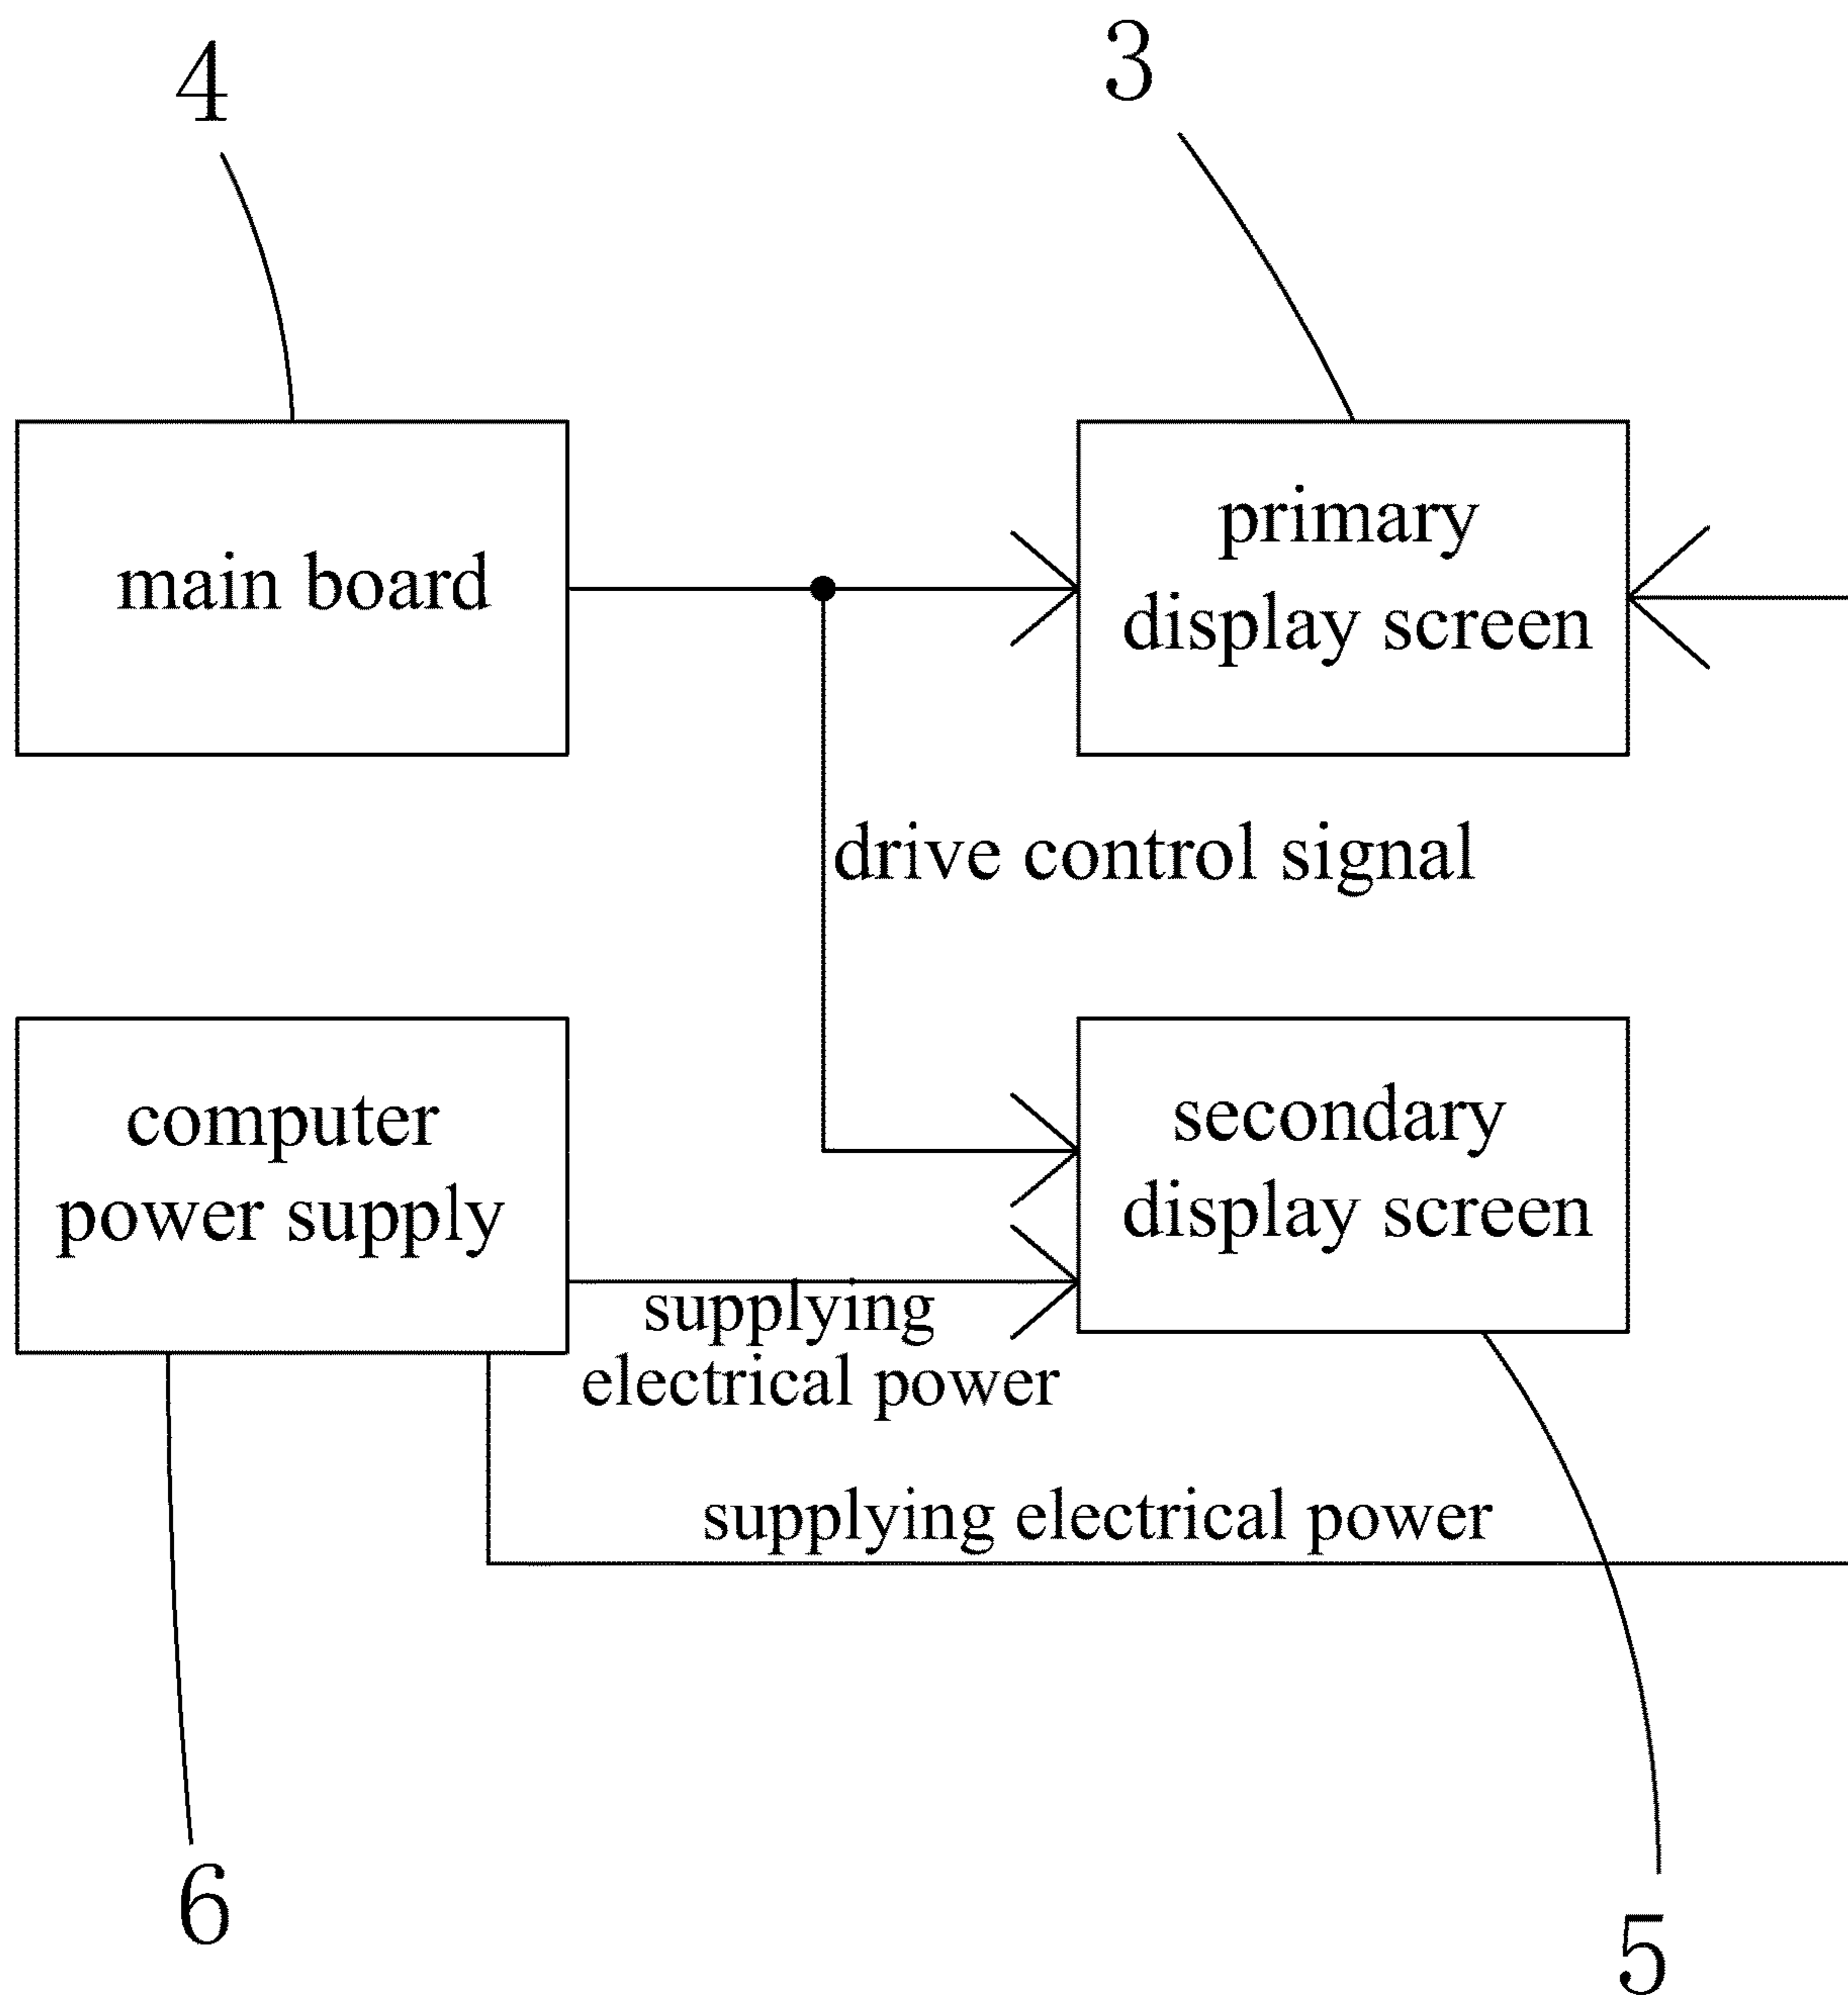 4
3
main board
primary
display screen
drive control signal
computer
power supply
secondary
display screen
supplying
electrical power
supplying electrical power
6
5